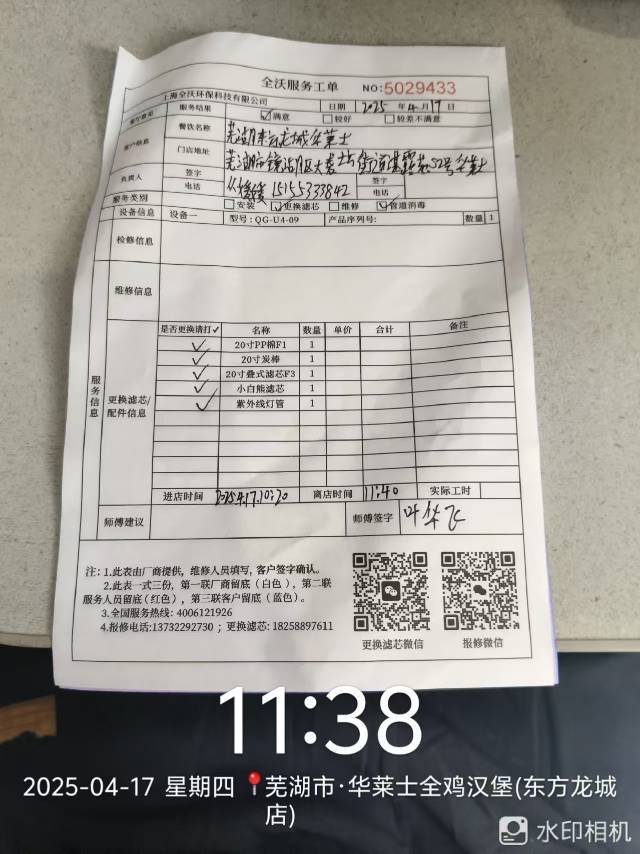 全沃服务工单 NO:5029433
上海全沃环保科技有限公司
服务结果 ☑满意 □较好 □较差不满意 日期 2025年4月17日
客户信息
餐饮名称 芜湖东方龙城华莱士
门店地址 芜湖市镜湖区大
负责人 签字 签字
电话 15155333842 电话
服务类别 □安装 ☑更换滤芯 □维修 ☑管道消毒
设备信息 设备一 型号:QG-U4-09 产品序列号: 数量 1
检修信息
维修信息
服务信息
更换滤芯/配件信息
是否更换请打✓ 名称 数量 单价 合计 备注
✓ 20寸PP棉F1 1
✓ 20寸炭棒 1
✓ 20寸叠式滤芯F3 1
✓ 小白熊滤芯 1
✓ 紫外线灯管 1
进店时间 2025.4.17.10:20 离店时间 11:40 实际工时
师傅建议 师傅签字 叶华飞
注:1.此表由厂商提供,维修人员填写,客户签字确认。
2.此表一式三份,第一联厂商留底(白色),第二联
服务人员留底(红色),第三联客户留底(蓝色)。
3.全国服务热线:4006121926
4.报修电话:13732292730;更换滤芯:18258897611
更换滤芯微信 报修微信
11:38
2025-04-17 星期四 芜湖市·华莱士全鸡汉堡(东方龙城
店)
水印相机